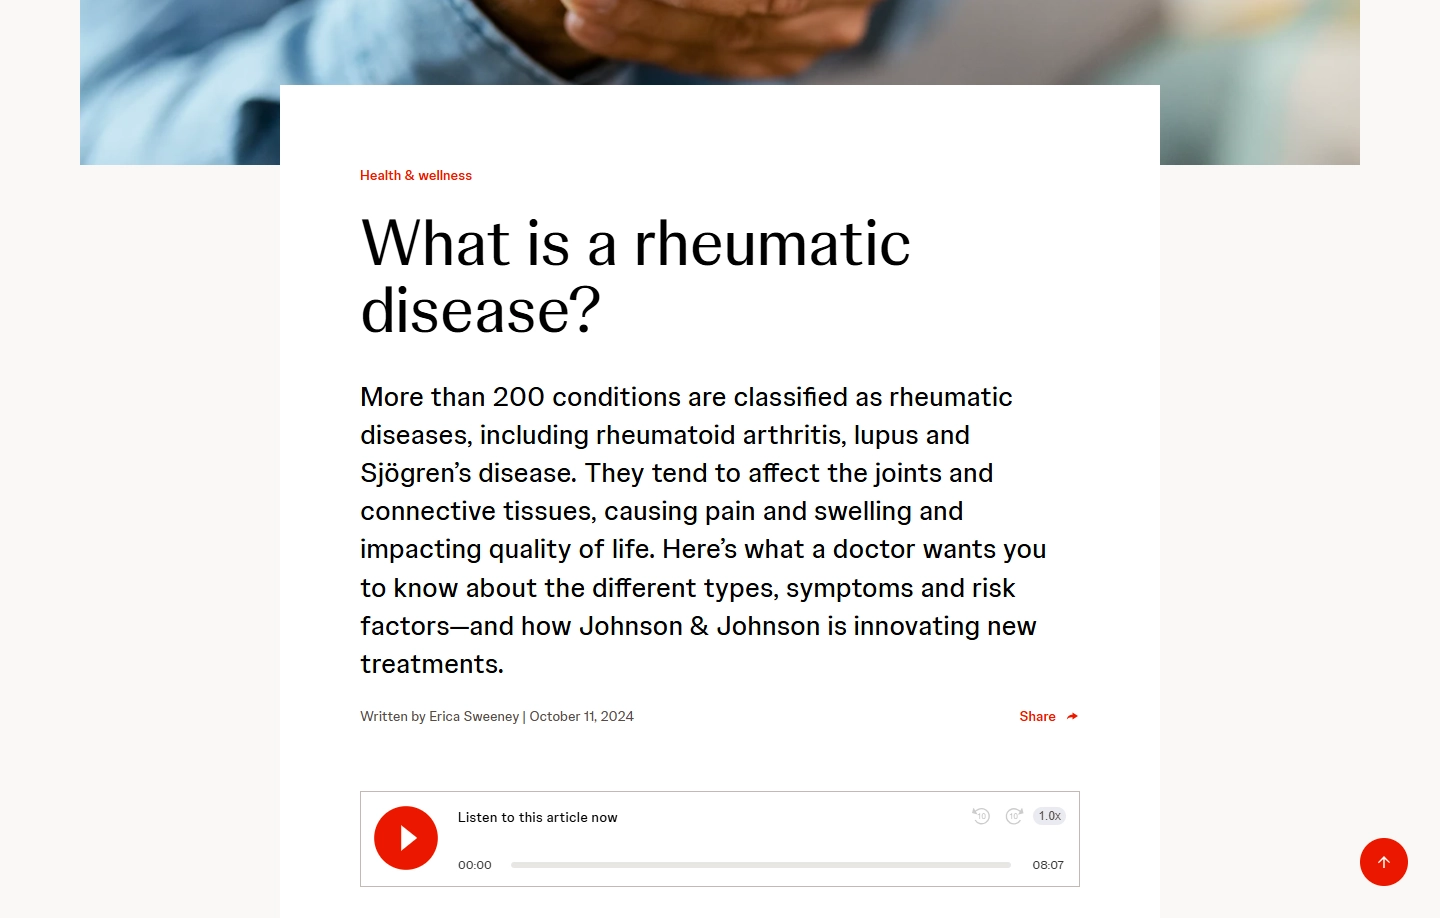 Health & wellness
What is a rheumatic
disease?
More than 200 conditions are classified as rheumatic
diseases, including rheumatoid arthritis, lupus and
Sjögren’s disease. They tend to affect the joints and
connective tissues, causing pain and swelling and
impacting quality of life. Here’s what a doctor wants you
to know about the different types, symptoms and risk
factors—and how Johnson & Johnson is innovating new
treatments.
Written by Erica Sweeney | October 11, 2024
Share
Listen to this article now
10 10 1.0x
00:00 08:07